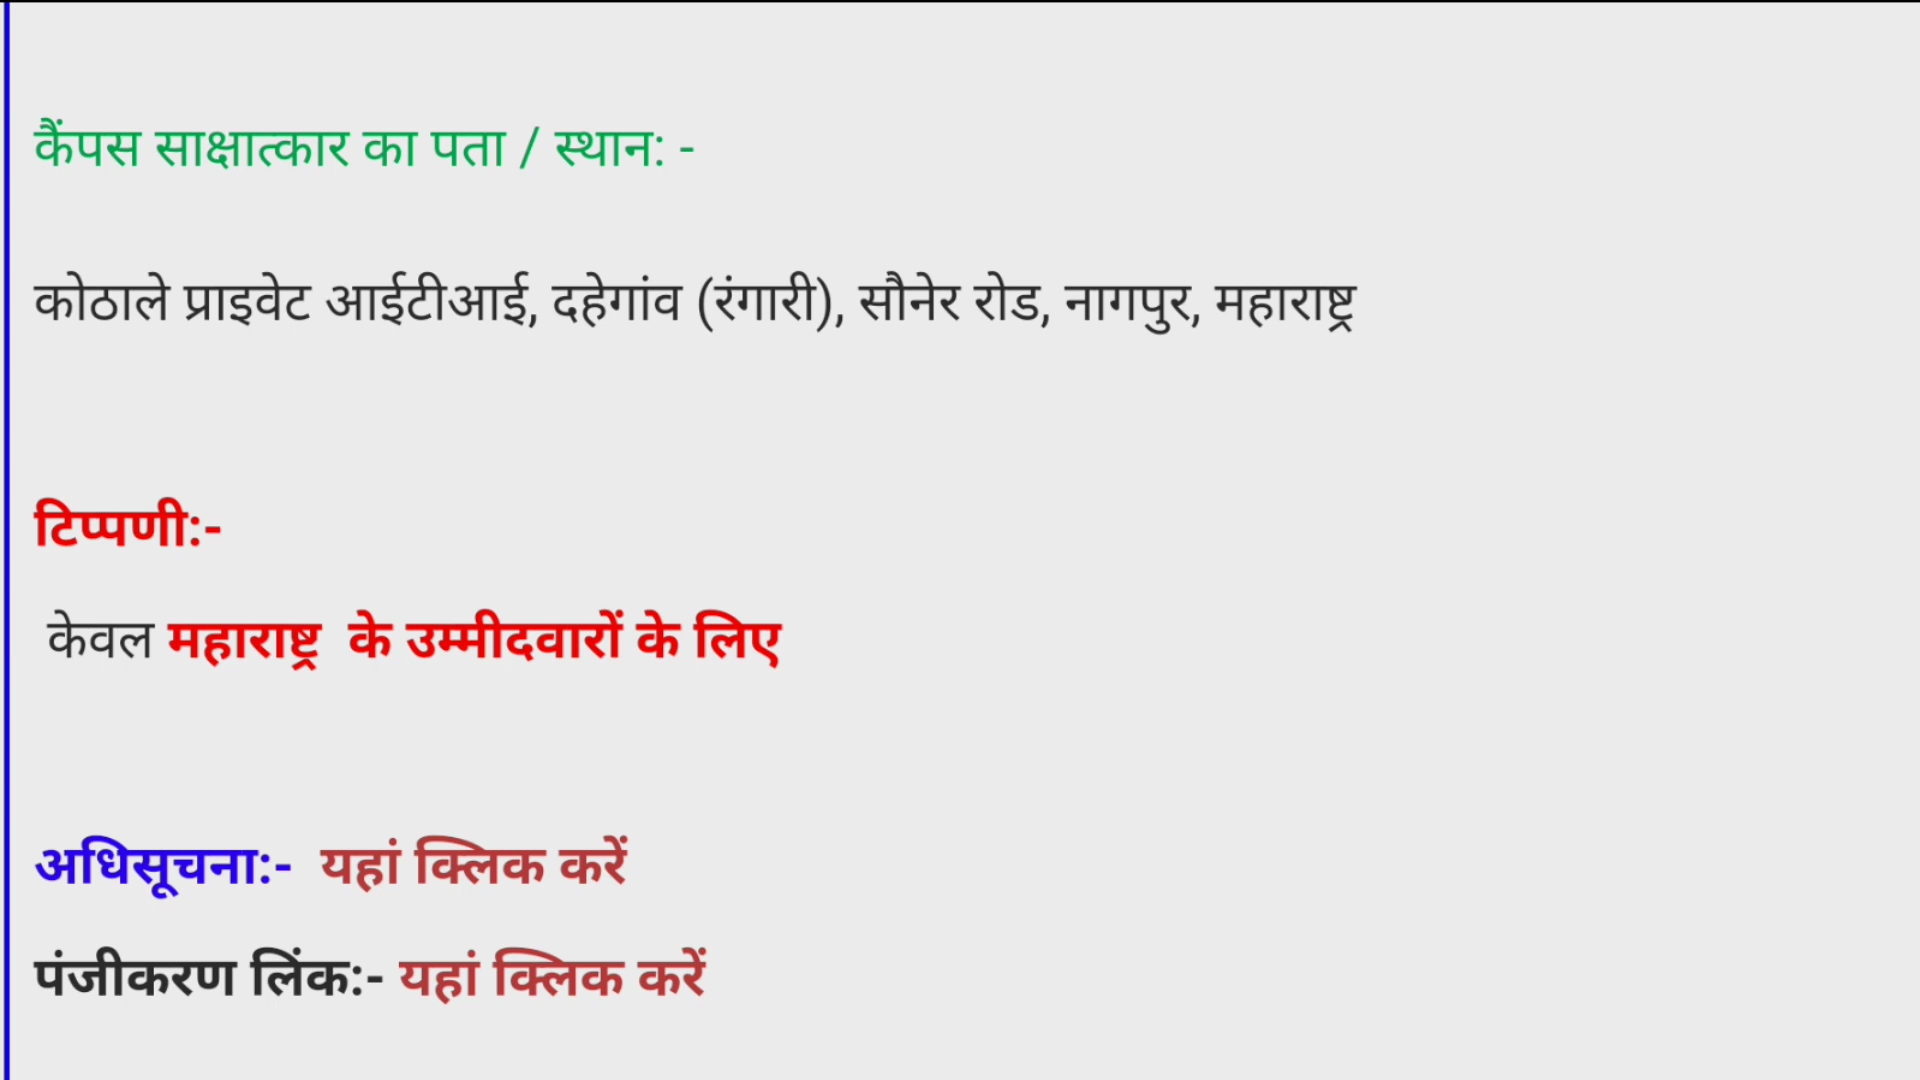 कैंपस साक्षात्कार का पता / स्थान: -
कोठाले प्राइवेट आईटीआई, दहेगांव (रंगारी), सौनेर रोड, नागपुर, महाराष्ट्र
टिप्पणी:-
केवल महाराष्ट्र के उम्मीदवारों के लिए
अधिसूचना:- यहां क्लिक करें
पंजीकरण लिंक:- यहां क्लिक करें